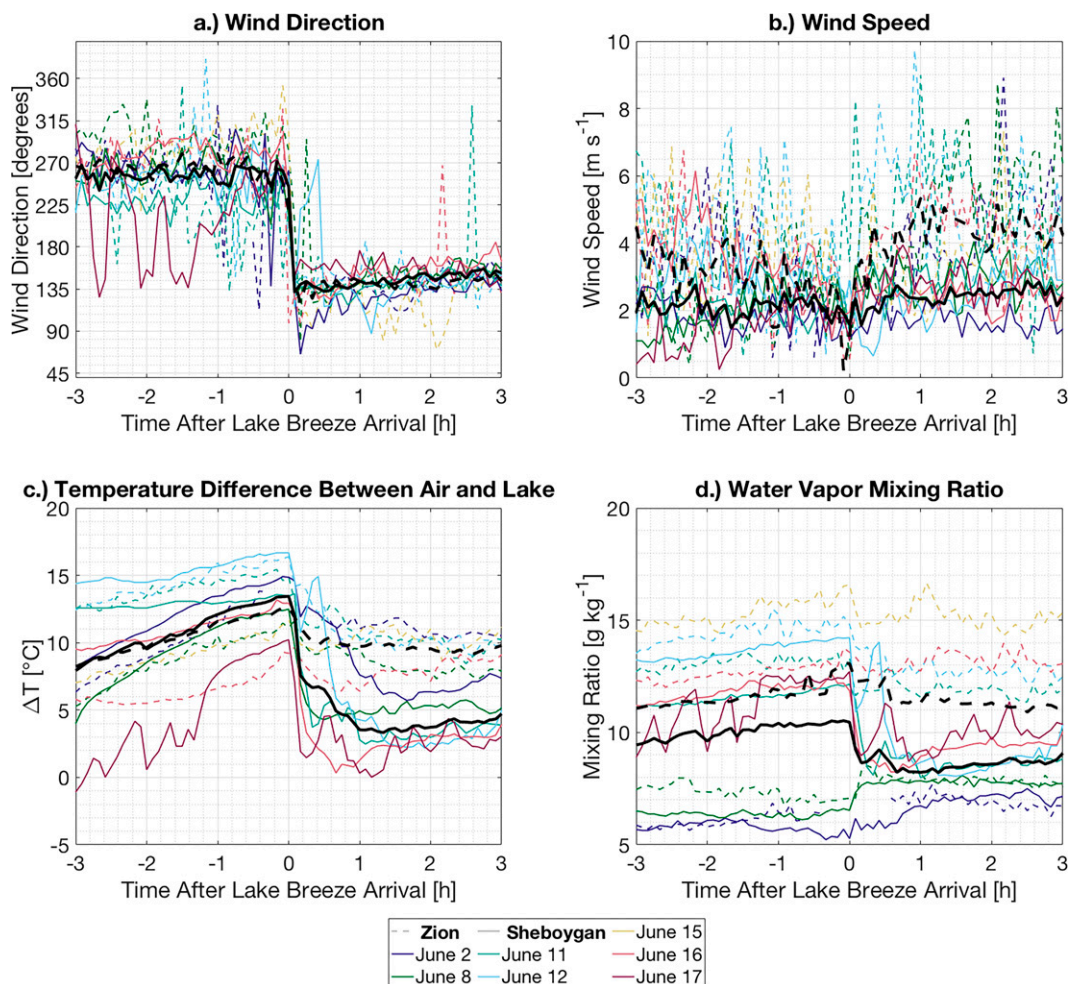 a.) Wind Direction
360
315
270
225
180
135
90
45
Wind Direction [degrees]
-3 -2 -1 0 1 2 3
Time After Lake Breeze Arrival [h]
b.) Wind Speed
10
8
6
4
2
0
Wind Speed [m s-1]
-3 -2 -1 0 1 2 3
Time After Lake Breeze Arrival [h]
c.) Temperature Difference Between Air and Lake
20
15
10
5
0
-5
ΔT [°C]
-3 -2 -1 0 1 2 3
Time After Lake Breeze Arrival [h]
d.) Water Vapor Mixing Ratio
20
15
10
5
Mixing Ratio [g kg-1]
-3 -2 -1 0 1 2 3
Time After Lake Breeze Arrival [h]
Zion Sheboygan June 15
June 2 June 11 June 16
June 8 June 12 June 17